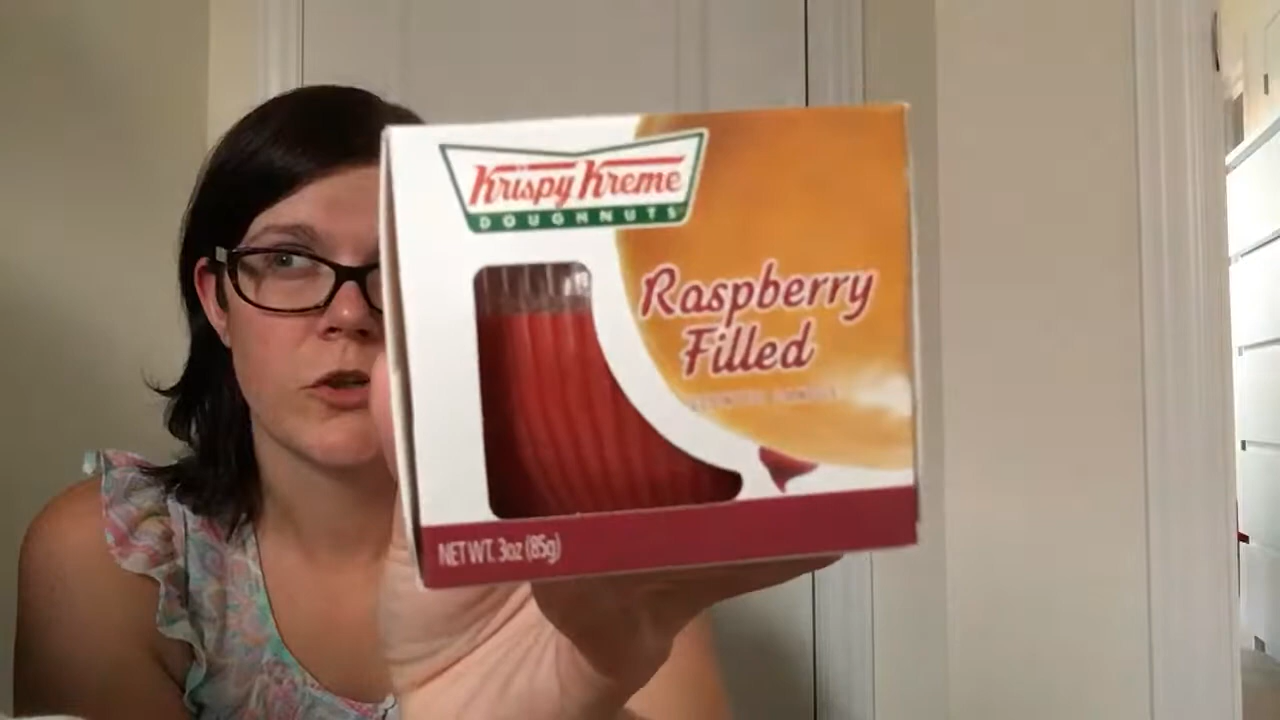 Krispy Kreme
DOUGHNUTS
Raspberry
Filled
NET WT. 3oz (85g)